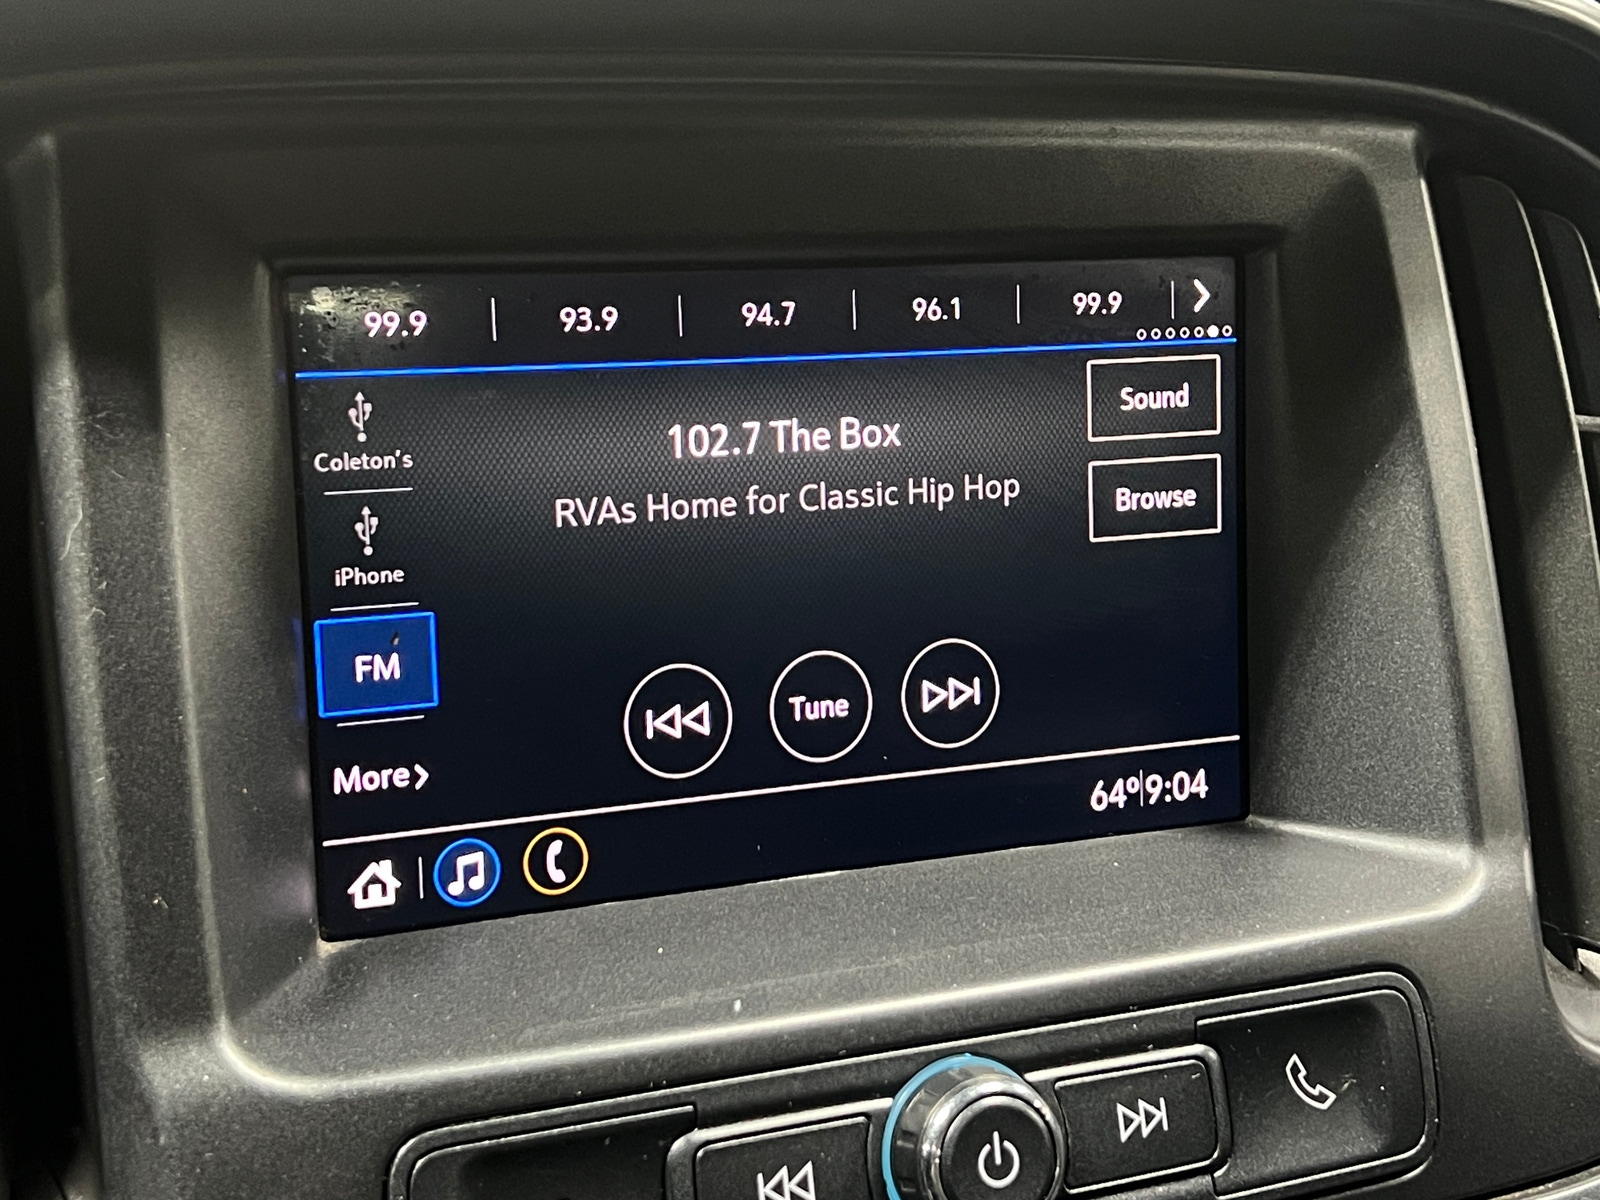 99.9 | 93.9 | 94.7 | 96.1 | 99.9
Coleton's
iPhone
FM
More
102.7 The Box
RVAs Home for Classic Hip Hop
Sound
Browse
Tune
64º|9:04